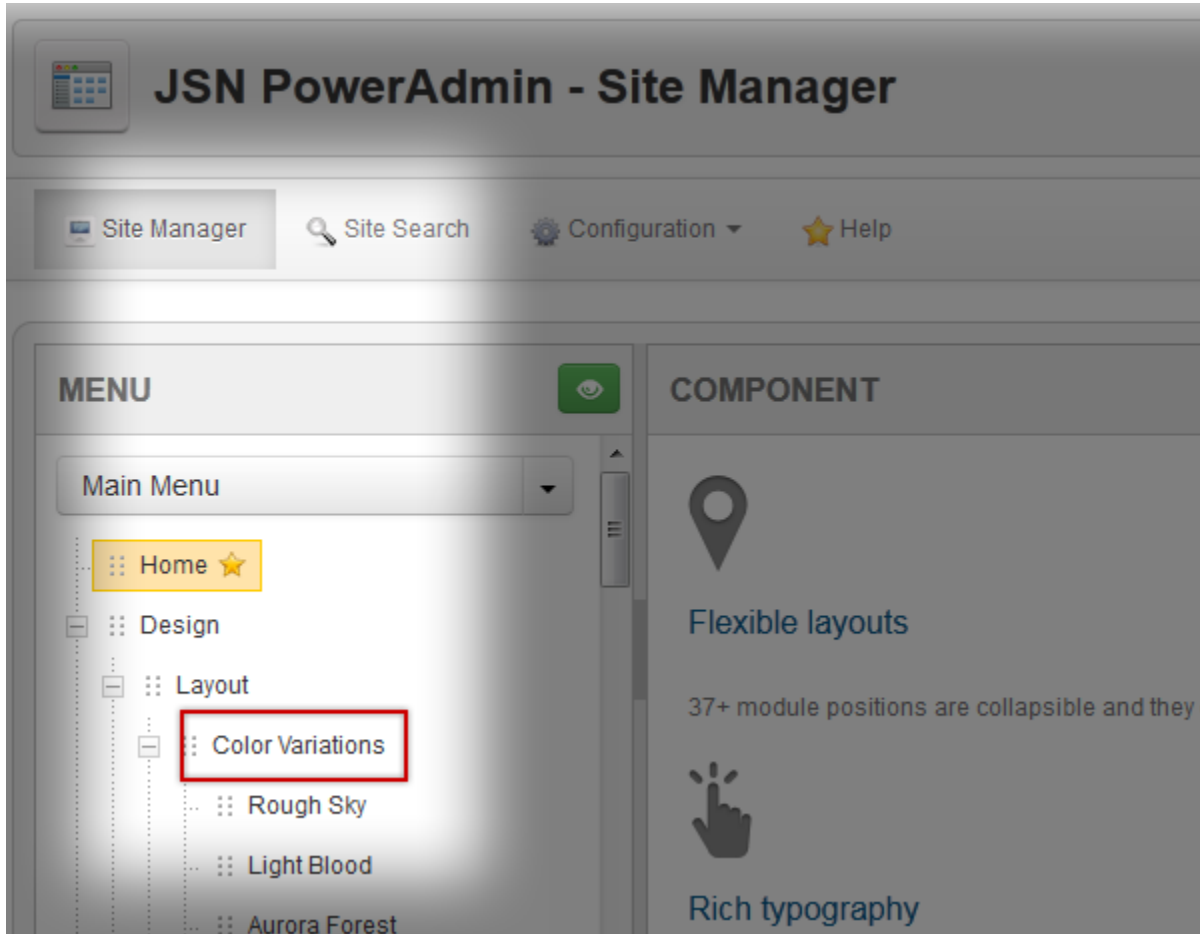 JSN PowerAdmin - Site Manager
Site Manager
Site Search
Configuration
Help
MENU
COMPONENT
Main Menu
Home
Design
Flexible layouts
Layout
37+ module positions are collapsible and they
Color Variations
Rough Sky
Light Blood
Rich typography
Aurora Forest